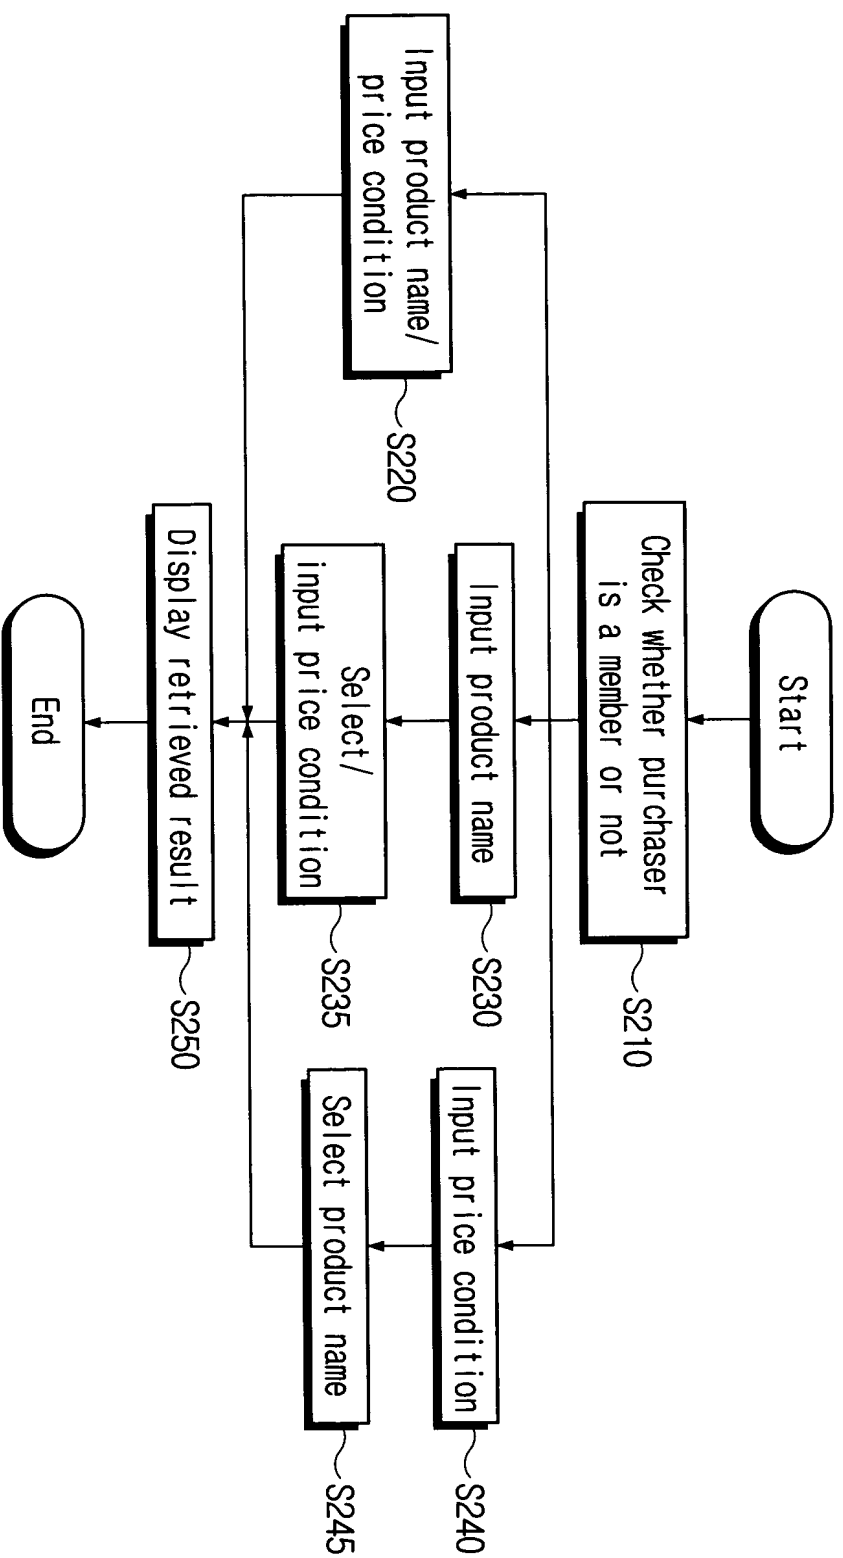 Start
Check whether purchaser
is a member or not
S210
Input product name/
price condition
S220
Input product name
S230
Select/
input price condition
S235
Input price condition
S240
Select product name
S245
Display retrieved result
S250
End